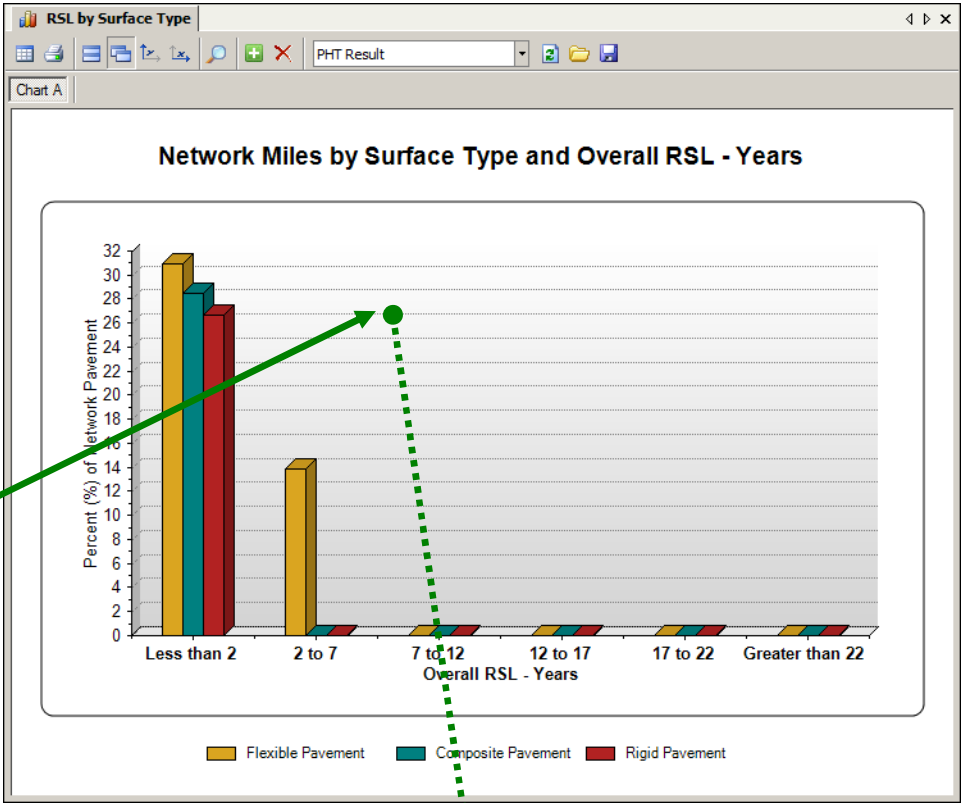 RSL by Surface Type
PHT Result
Chart A
Network Miles by Surface Type and Overall RSL - Years
Percent (%) of Network Pavement
32
30
28
26
24
22
20
18
16
14
12
10
8
6
4
2
0
Less than 2 2 to 7 7 to 12 12 to 17 17 to 22 Greater than 22
Overall RSL - Years
Flexible Pavement Composite Pavement Rigid Pavement